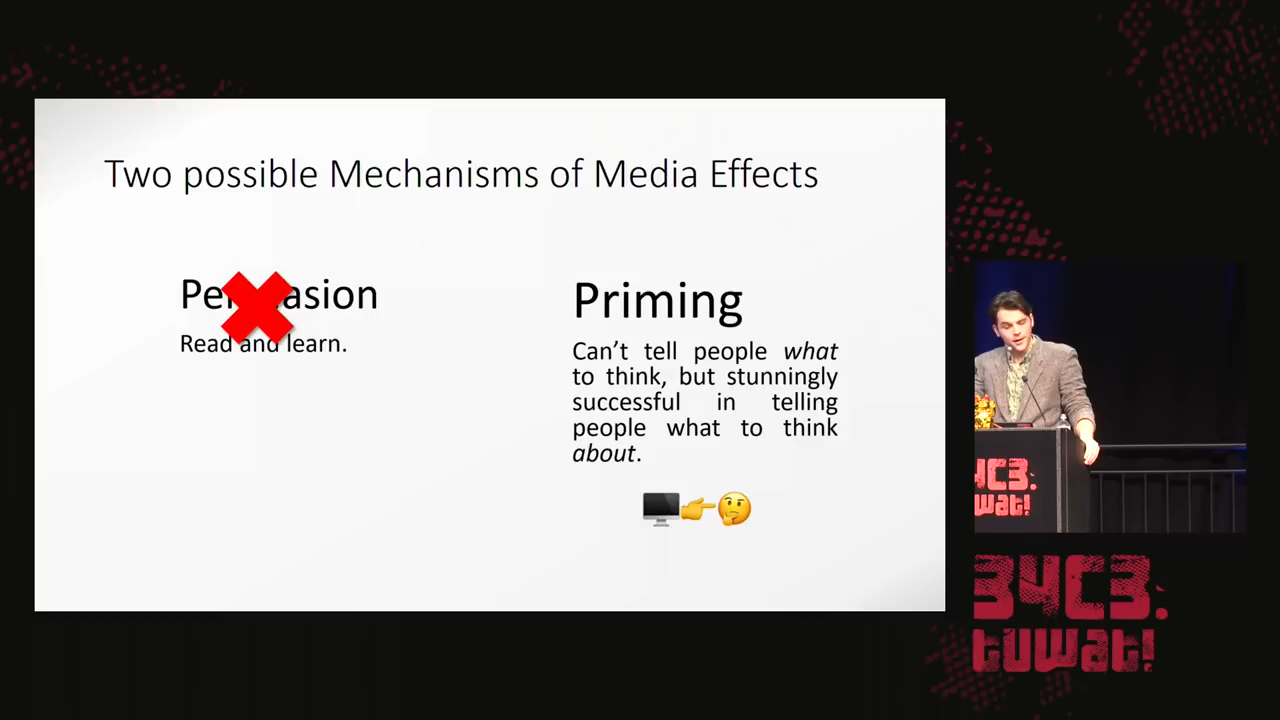 Two possible Mechanisms of Media Effects
Persuasion
Read and learn.
Priming
Can't tell people what
to think, but stunningly
successful in telling
people what to think
about.
34C3.
tuwat!
34C3.
tuwat!